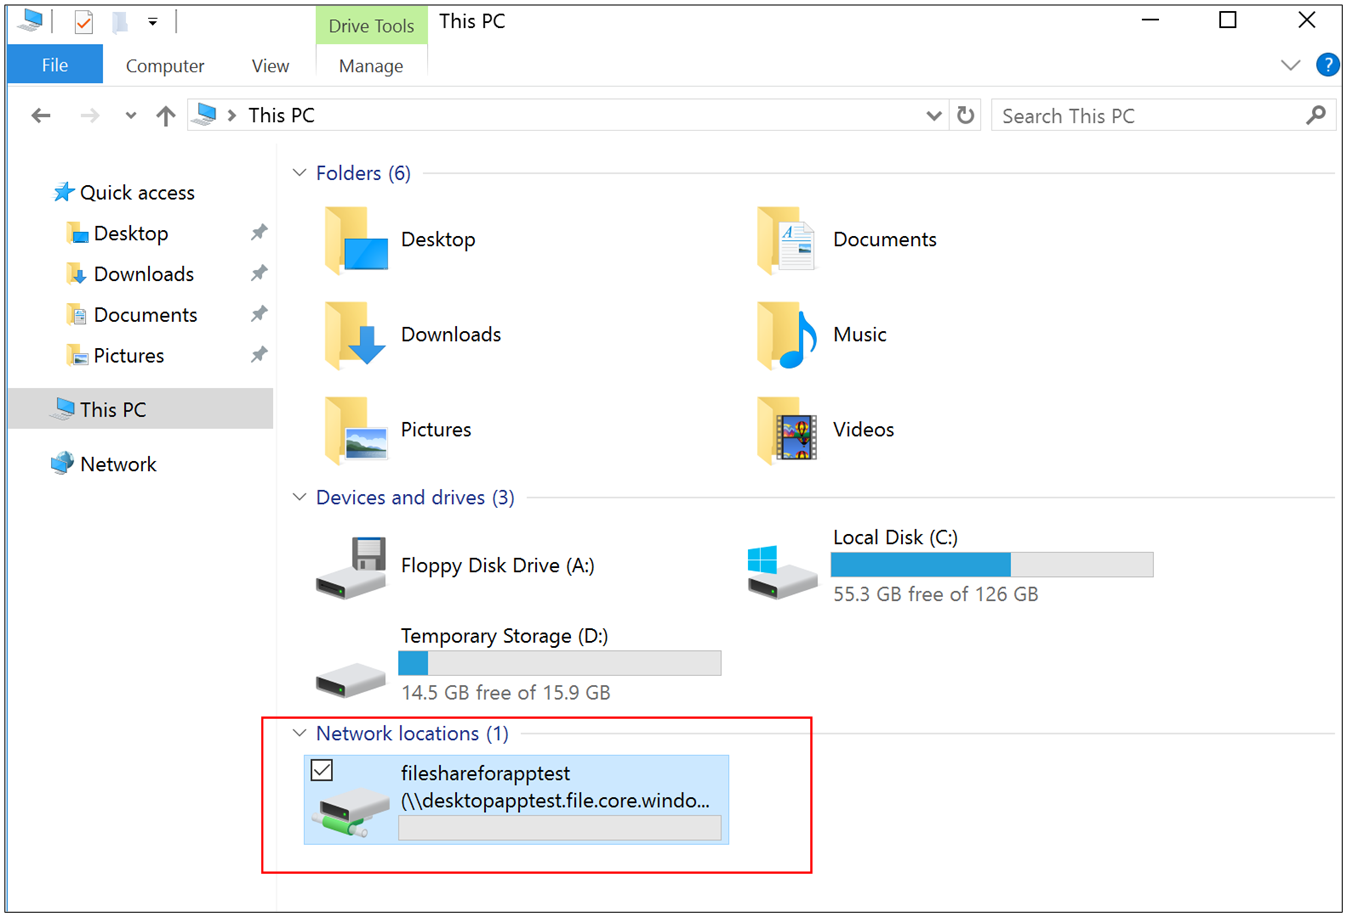 Drive Tools
This PC
File
Computer
View
Manage
?
This PC
Search This PC
Quick access
Desktop
Downloads
Documents
Pictures
This PC
Network
Folders (6)
Desktop
Documents
Downloads
Music
Pictures
Videos
Devices and drives (3)
Floppy Disk Drive (A:)
Local Disk (C:)
55.3 GB free of 126 GB
Temporary Storage (D:)
14.5 GB free of 15.9 GB
Network locations (1)
fileshareforapptest
(\\desktopapptest.file.core.windo...